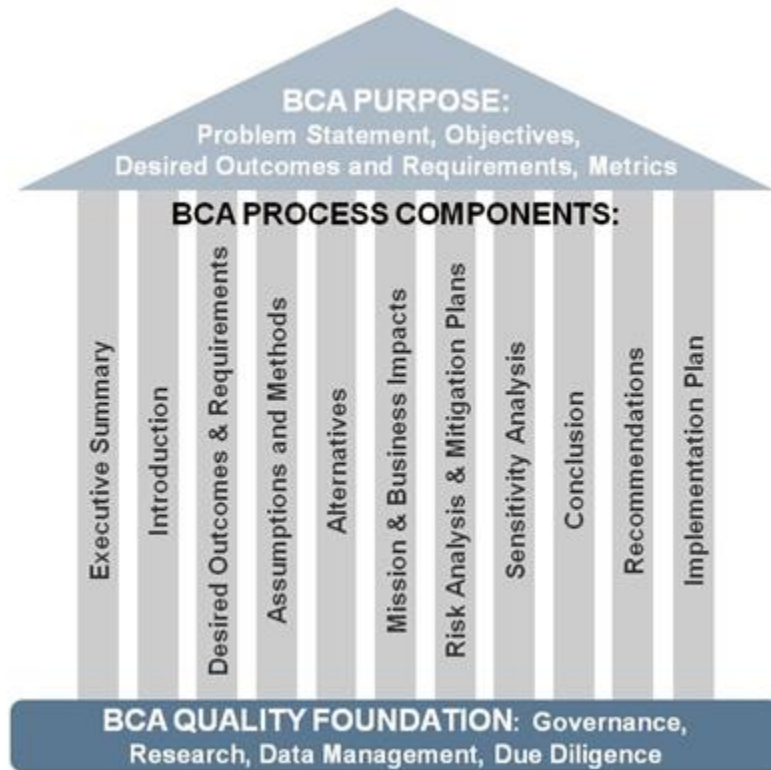 BCA PURPOSE:
Problem Statement, Objectives,
Desired Outcomes and Requirements, Metrics
BCA PROCESS COMPONENTS:
Executive Summary
Introduction
Desired Outcomes & Requirements
Assumptions and Methods
Alternatives
Mission & Business Impacts
Risk Analysis & Mitigation Plans
Sensitivity Analysis
Conclusion
Recommendations
Implementation Plan
BCA QUALITY FOUNDATION: Governance,
Research, Data Management, Due Diligence